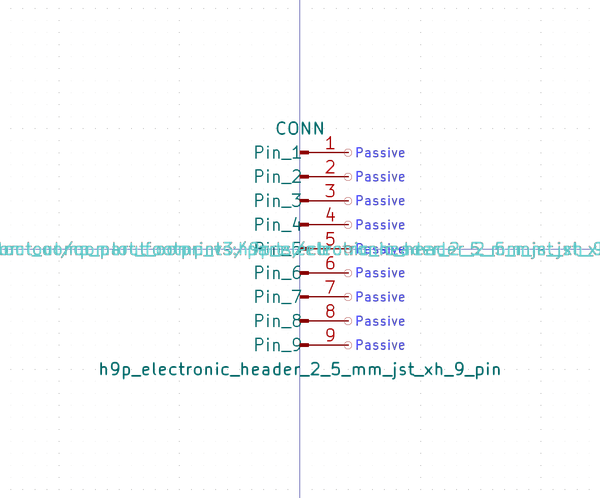 CONN
Pin_1 1 Passive
Pin_2 2 Passive
Pin_3 3 Passive
Pin_4 4 Passive
5
Pin_6 6 Passive
Pin_7 7 Passive
Pin_8 8 Passive
Pin_9 9 Passive
h9p_electronic_header_2_5_mm_jst_xh_9_pin